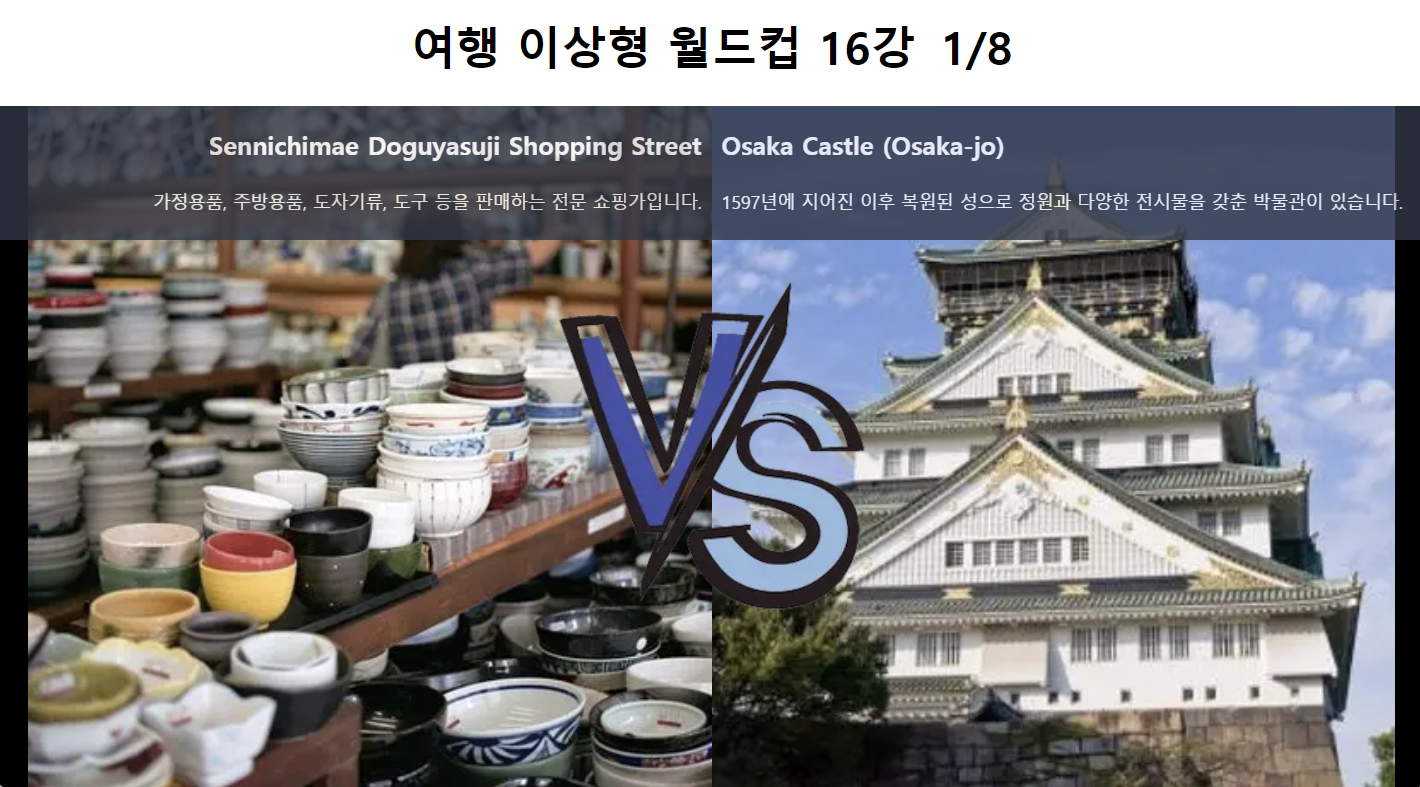 여행 이상형 월드컵 16강 1/8
Sennichimae Doguyasuji Shopping Street
가정용품, 주방용품, 도자기류, 도구 등을 판매하는 전문 쇼핑가입니다.
Osaka Castle (Osaka-jo)
1597년에 지어진 이후 복원된 성으로 정원과 다양한 전시물을 갖춘 박물관이 있습니다.
VS